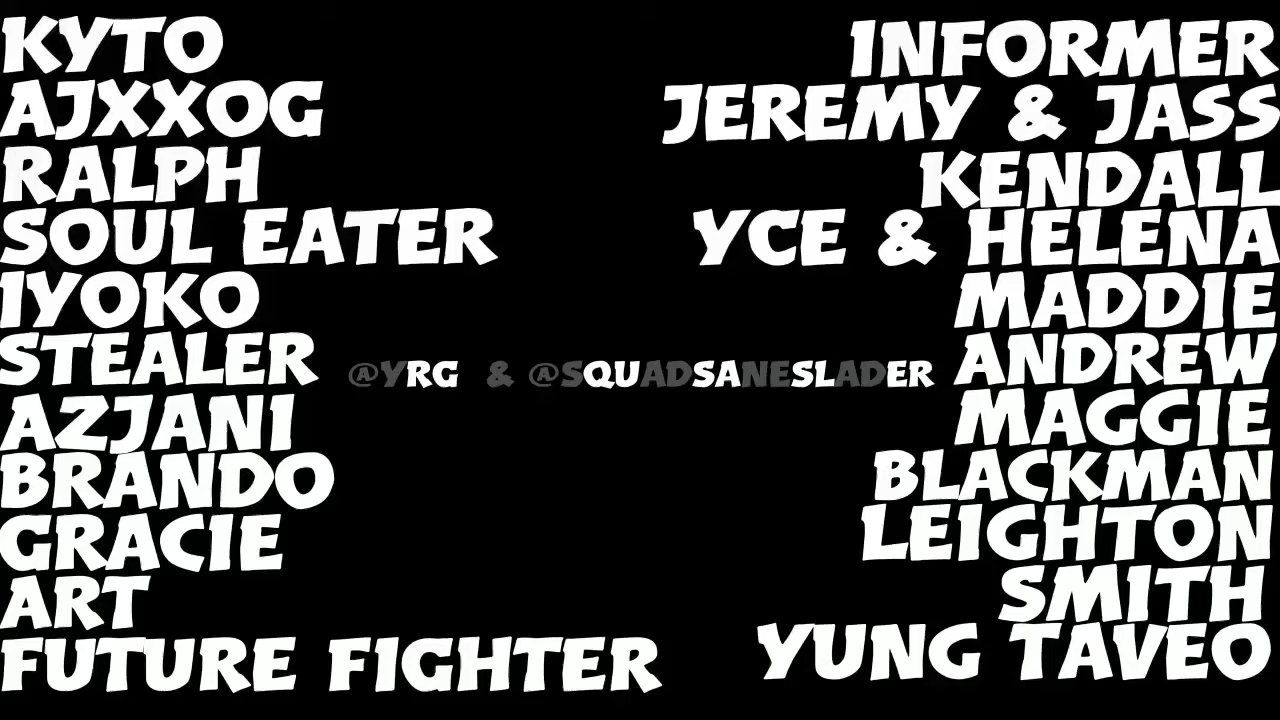 KYTO
AJXXOG
RALPH
SOUL EATER
IYOKO
STEALER
AZJANI
BRANDO
GRACIE
ART
FUTURE FIGHTER
@YRG & @SQUADSANESLADER
INFORMER
JEREMY & JASS
KENDALL
YCE & HELENA
MADDIE
ANDREW
MAGGIE
BLACKMAN
LEIGHTON
SMITH
YUNG TAVEO